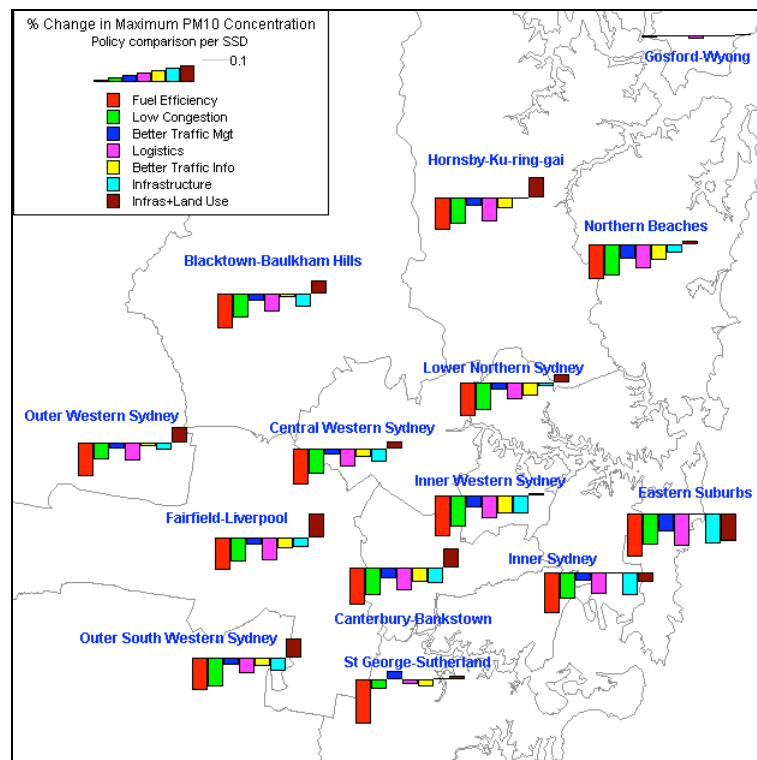 % Change in Maximum PM10 Concentration
Policy comparison per SSD
0.1
Fuel Efficiency
Low Congestion
Better Traffic Mgt
Logistics
Better Traffic Info
Infrastructure
Infras+Land Use
Gosford-Wyong
Hornsby-Ku-ring-gai
Northern Beaches
Blacktown-Baulkham Hills
Lower Northern Sydney
Outer Western Sydney
Central Western Sydney
Inner Western Sydney
Eastern Suburbs
Fairfield-Liverpool
Inner Sydney
Canterbury-Bankstown
Outer South Western Sydney
St George-Sutherland